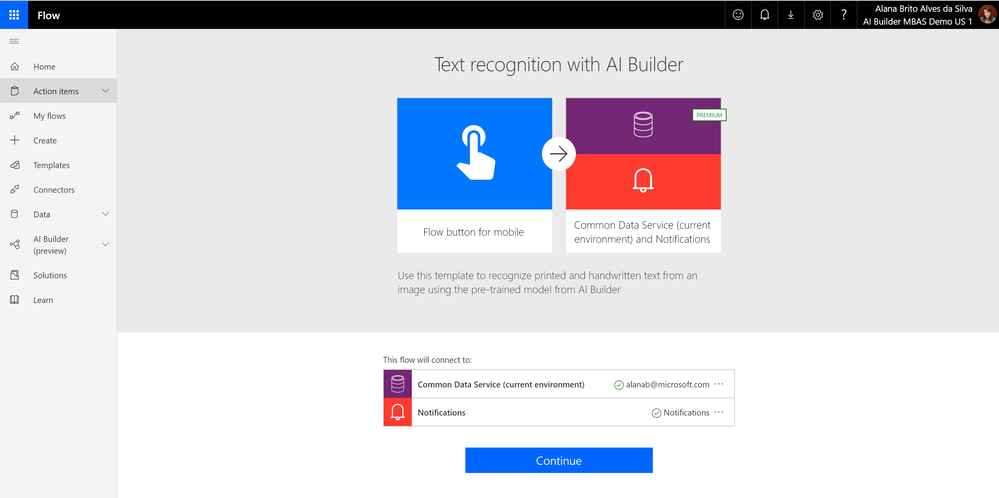 Flow
?
Alana Brito Alves da Silva
AI Builder MBAS Demo US 1
Home
Action items
My flows
Create
Templates
Connectors
Data
AI Builder
(preview)
Solutions
Learn
Text recognition with AI Builder
PREMIUM
Flow button for mobile
Common Data Service (current
environment) and Notifications
Use this template to recognize printed and handwritten text from an
image using the pre-trained model from AI Builder
This flow will connect to:
Common Data Service (current environment) alanab@microsoft.com ···
Notifications Notifications ···
Continue